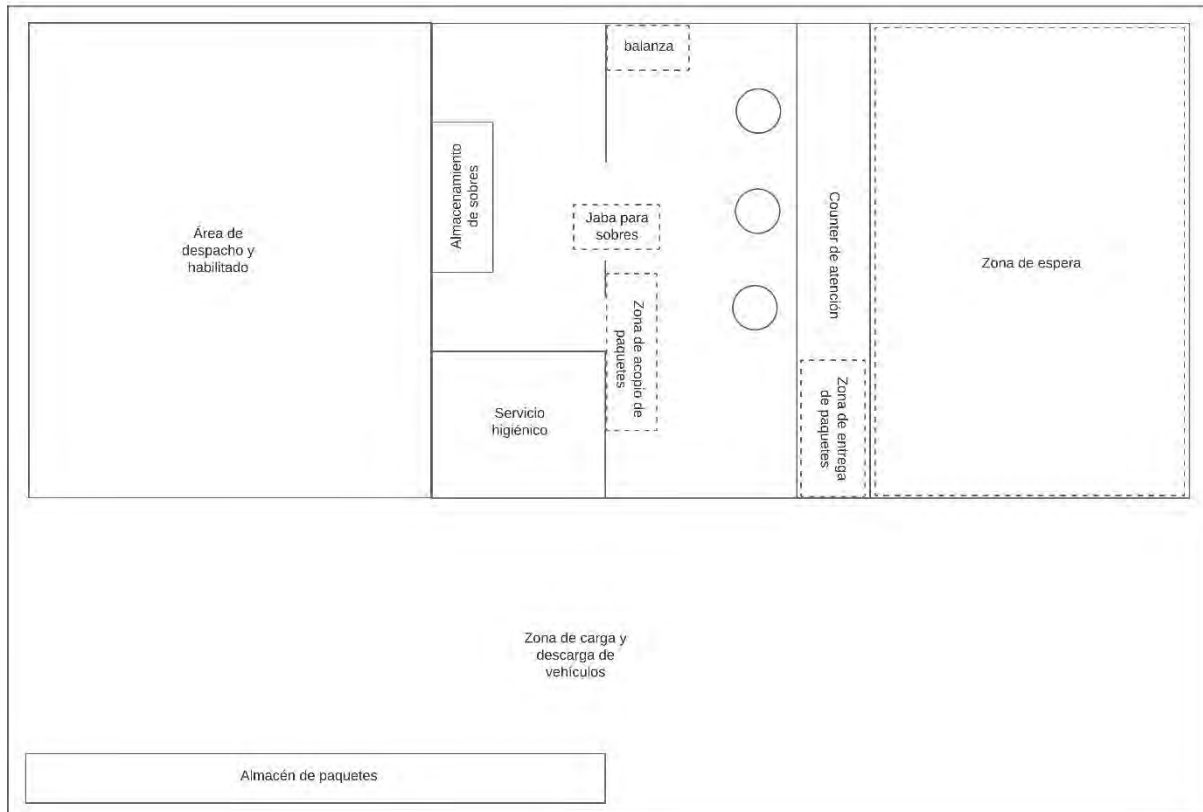 balanza
Almacenamiento
de sobres
Jaba para
sobres
Área de
despacho y
habilitado
Counter de atención
Zona de espera
Zona de acopio de
paquetes
Zona de entrega
de paquetes
Servicio
higiénico
Zona de carga y
descarga de
vehículos
Almacén de paquetes